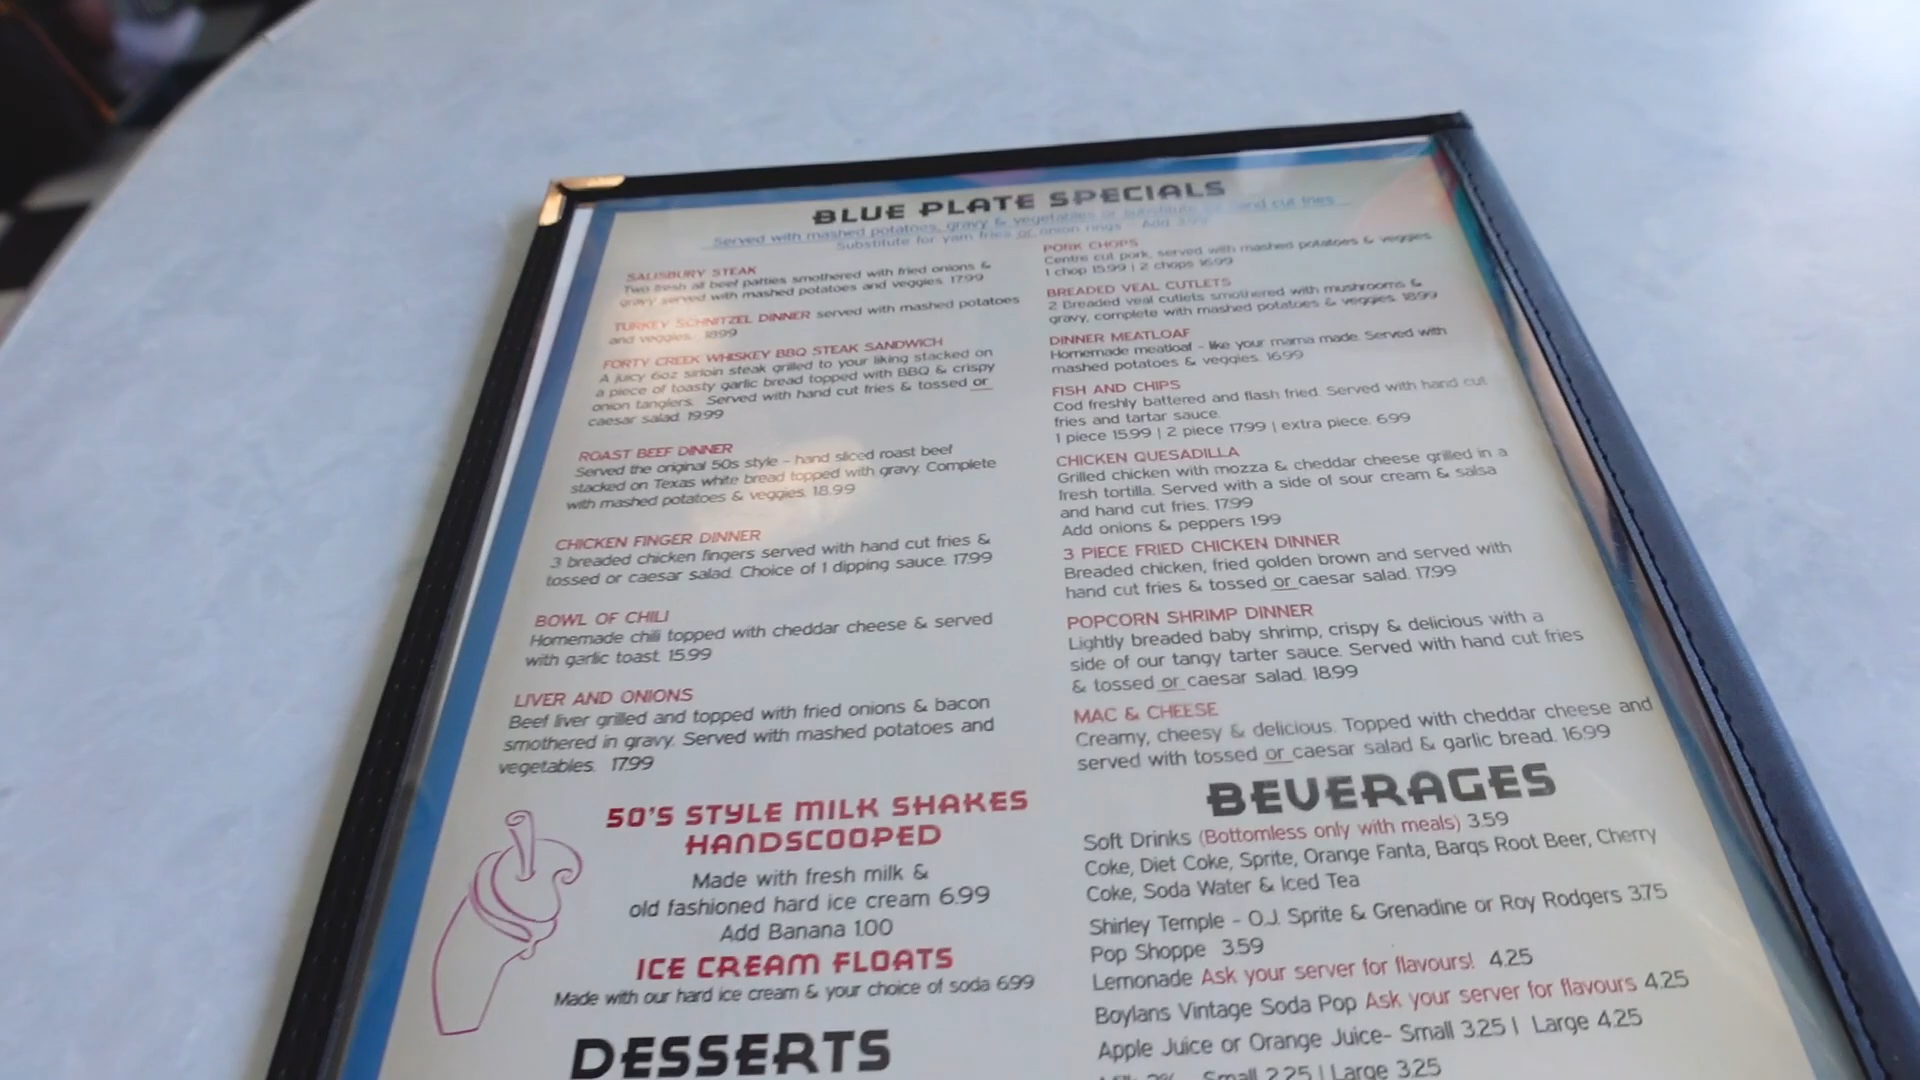 BLUE PLATE SPECIALS
Served with mashed potatoes, gravy & vegetables or substitute for hand cut fries
Substitute for yam fries or onion rings - Add 3.99
SALISBURY STEAK
Two fresh all beef patties smothered with fried onions &
gravy served with mashed potatoes and veggies. 17.99
TURKEY SCHNITZEL DINNER served with mashed potatoes
and veggies. 18.99
FORTY CREEK WHISKEY BBQ STEAK SANDWICH
A juicy 6oz sirloin steak grilled to your liking stacked on
a piece of toasty garlic bread topped with BBQ & crispy
onion tanglers. Served with hand cut fries & tossed or
caesar salad. 19.99
ROAST BEEF DINNER
Served the original 50s style - hand sliced roast beef
stacked on Texas white bread topped with gravy. Complete
with mashed potatoes & veggies. 18.99
CHICKEN FINGER DINNER
3 breaded chicken fingers served with hand cut fries &
tossed or caesar salad. Choice of 1 dipping sauce. 17.99
BOWL OF CHILI
Homemade chili topped with cheddar cheese & served
with garlic toast. 15.99
LIVER AND ONIONS
Beef liver grilled and topped with fried onions & bacon
smothered in gravy. Served with mashed potatoes and
vegetables. 17.99
50'S STYLE MILK SHAKES
HANDSCOOPED
Made with fresh milk &
old fashioned hard ice cream 6.99
Add Banana 1.00
ICE CREAM FLOATS
Made with our hard ice cream & your choice of soda 6.99
DESSERTS
PORK CHOPS
Centre cut pork, served with mashed potatoes & veggies.
1 chop 15.99 | 2 chops 16.99
BREADED VEAL CUTLETS
2 Breaded veal cutlets smothered with mushrooms &
gravy, complete with mashed potatoes & veggies. 18.99
DINNER MEATLOAF
Homemade meatloaf - like your mama made. Served with
mashed potatoes & veggies. 16.99
FISH AND CHIPS
Cod freshly battered and flash fried. Served with hand cut
fries and tartar sauce.
1 piece 15.99 | 2 piece 17.99 | extra piece. 6.99
CHICKEN QUESADILLA
Grilled chicken with mozza & cheddar cheese grilled in a
fresh tortilla. Served with a side of sour cream & salsa
and hand cut fries. 17.99
Add onions & peppers 1.99
3 PIECE FRIED CHICKEN DINNER
Breaded chicken, fried golden brown and served with
hand cut fries & tossed or caesar salad. 17.99
POPCORN SHRIMP DINNER
Lightly breaded baby shrimp, crispy & delicious with a
side of our tangy tarter sauce. Served with hand cut fries
& tossed or caesar salad. 18.99
MAC & CHEESE
Creamy, cheesy & delicious. Topped with cheddar cheese and
served with tossed or caesar salad & garlic bread. 16.99
BEVERAGES
Soft Drinks (Bottomless only with meals) 3.59
Coke, Diet Coke, Sprite, Orange Fanta, Barqs Root Beer, Cherry
Coke, Soda Water & Iced Tea
Shirley Temple - O.J. Sprite & Grenadine or Roy Rodgers 3.75
Pop Shoppe 3.59
Lemonade Ask your server for flavours! 4.25
Boylans Vintage Soda Pop Ask your server for flavours 4.25
Apple Juice or Orange Juice- Small 3.25 | Large 4.25
Small 2.25 | Large 3.25